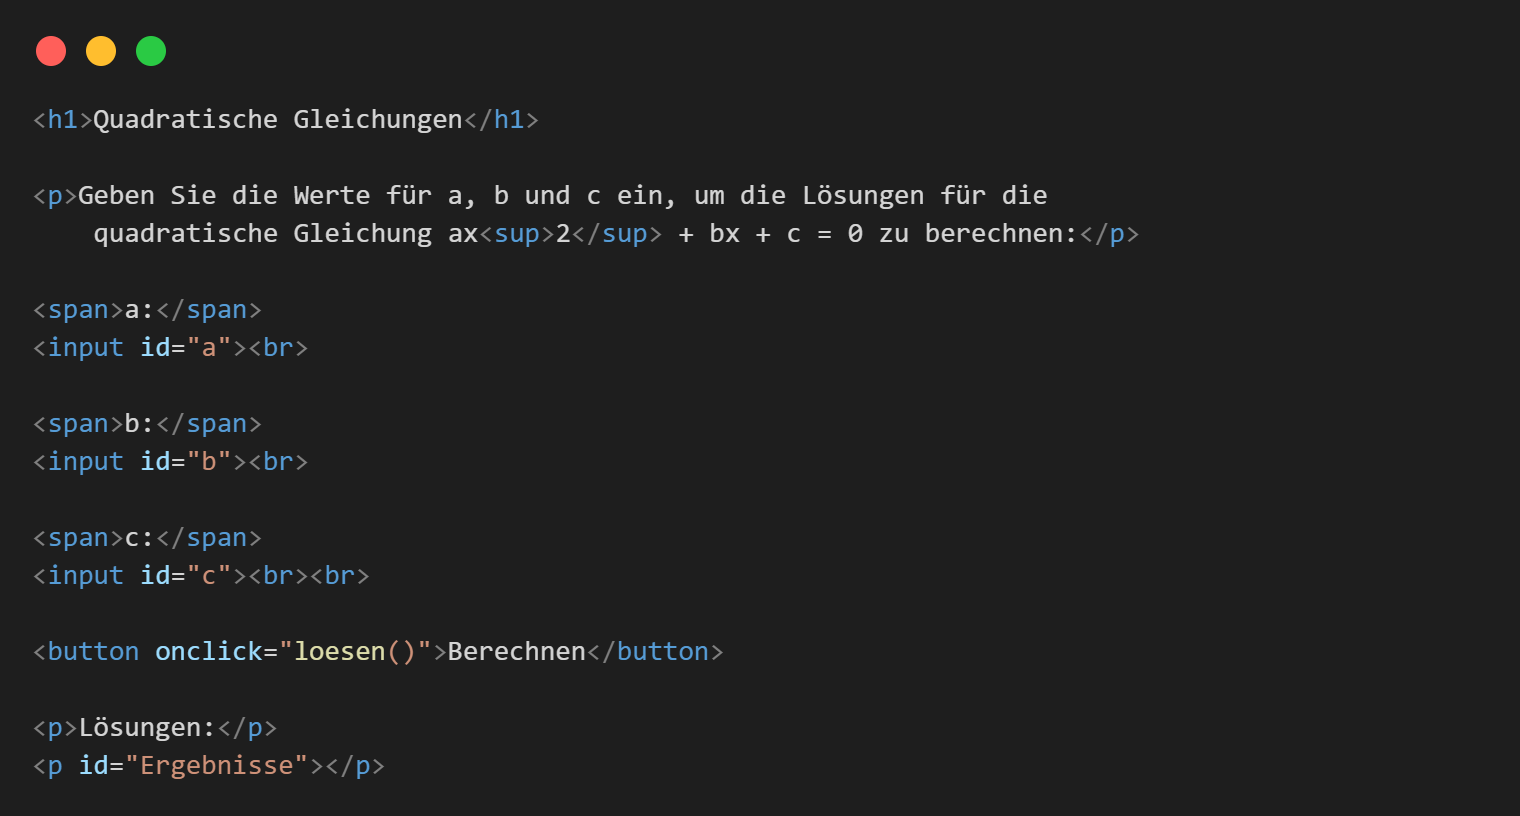 <h1>Quadratische Gleichungen</h1>
<p>Geben Sie die Werte für a, b und c ein, um die Lösungen für die
quadratische Gleichung ax<sup>2</sup> + bx + c = 0 zu berechnen:</p>
<span>a:</span>
<input id="a"><br>
<span>b:</span>
<input id="b"><br>
<span>c:</span>
<input id="c"><br><br>
<button onclick="loesen()">Berechnen</button>
<p>Lösungen:</p>
<p id="Ergebnisse"></p>